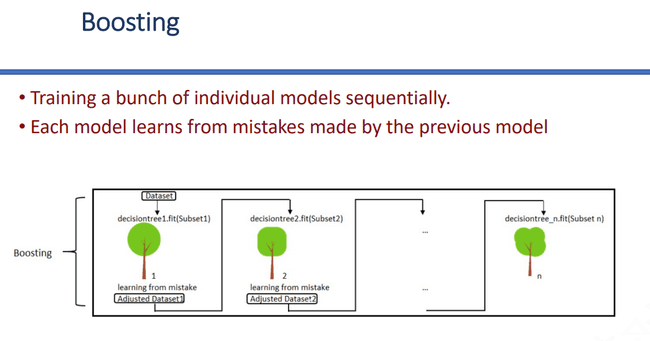 Boosting
• Training a bunch of individual models sequentially.
• Each model learns from mistakes made by the previous model
Boosting
Dataset
decisiontree1.fit(Subset1)
1
learning from mistake
Adjusted Dataset1
decisiontree2.fit(Subset2)
2
learning from mistake
Adjusted Dataset2
...
...
decisiontree_n.fit(Subset n)
n